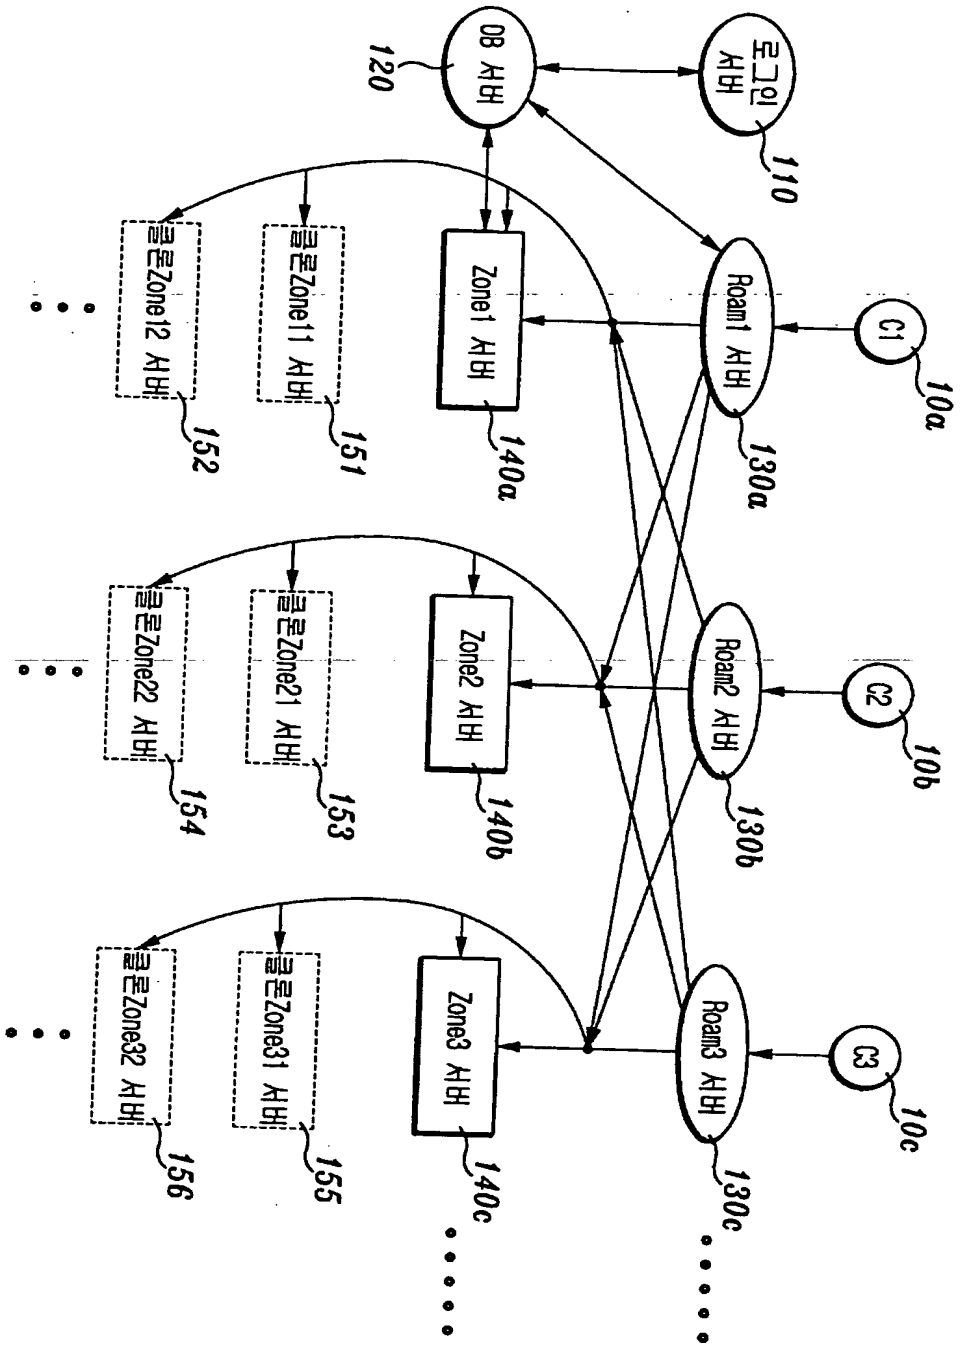 C1
10a
C2
10b
C3
10c
로그인
서버
110
Roam1 서버
130a
Roam2 서버
130b
Roam3 서버
130c
DB 서버
120
Zone1 서버
140a
Zone2 서버
140b
Zone3 서버
140c
클론Zone11 서버
151
클론Zone21 서버
153
클론Zone31 서버
155
클론Zone12 서버
152
클론Zone22 서버
154
클론Zone32 서버
156